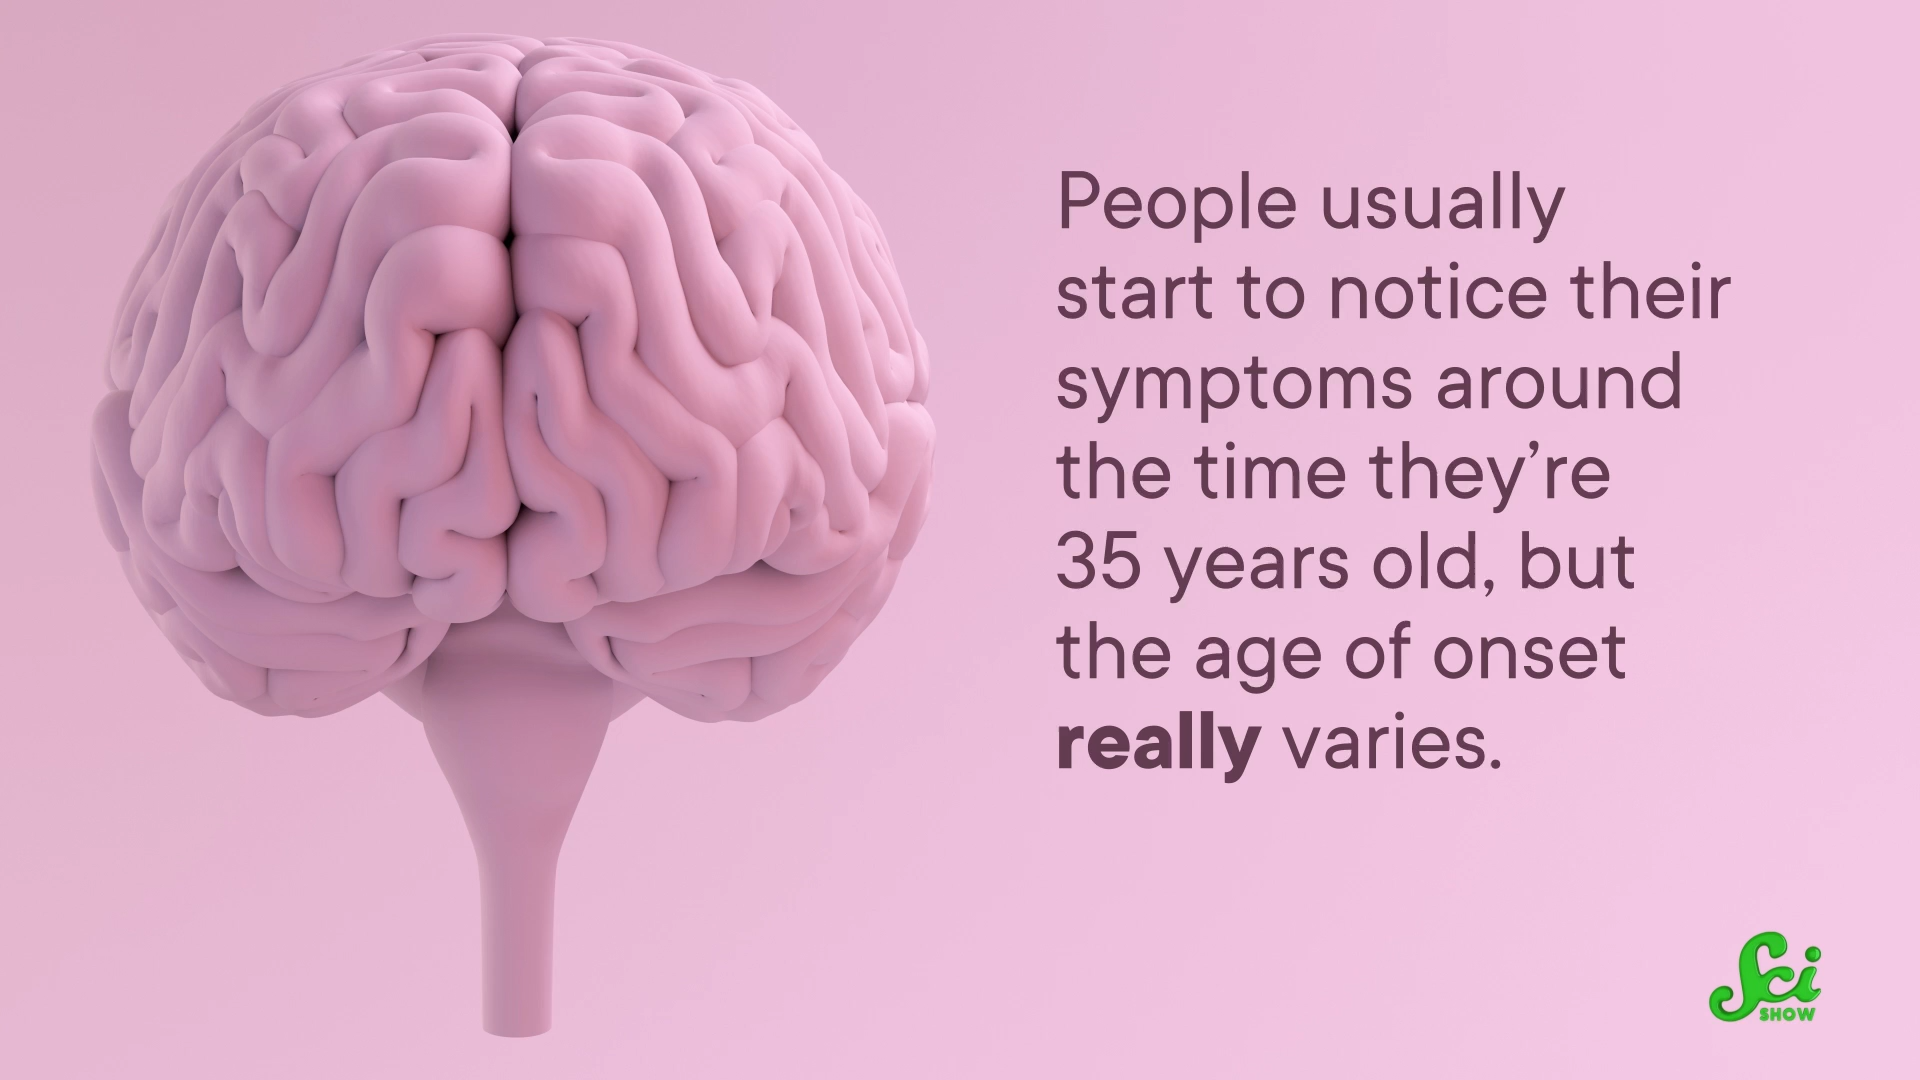 People usually
start to notice their
symptoms around
the time they’re
35 years old, but
the age of onset
really varies.
Sci
SHOW